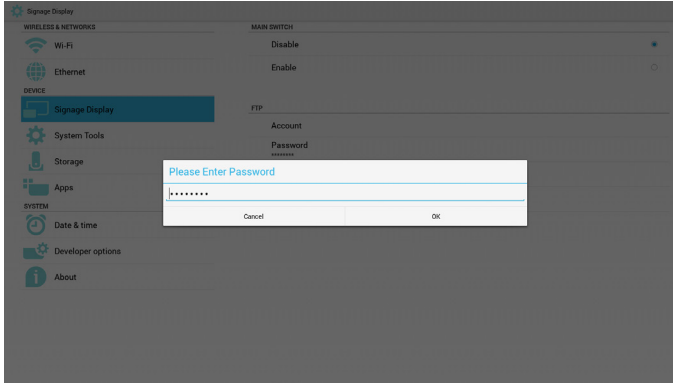 Signage Display
WIRELESS & NETWORKS
Wi-Fi
Ethernet
DEVICE
Signage Display
System Tools
Storage
Apps
SYSTEM
Date & time
Developer options
About
MAIN SWITCH
Disable
Enable
FTP
Account
Password
********
Please Enter Password
••••••••
Cancel OK